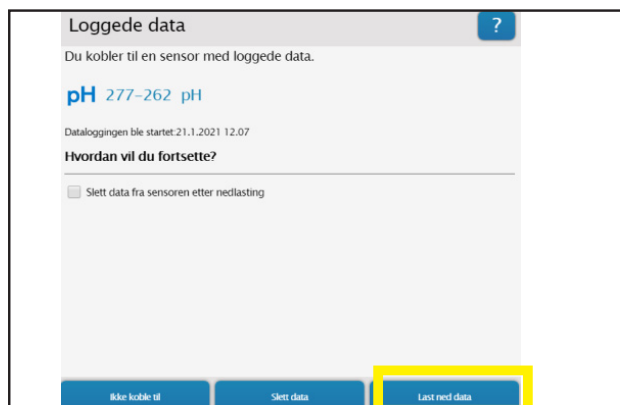 Loggede data
?
Du kobler til en sensor med loggede data.
pH 277-262 pH
Dataloggingen ble startet:21.1.2021 12.07
Hvordan vil du fortsette?
Slett data fra sensoren etter nedlasting
Ikke koble til
Slett data
Last ned data